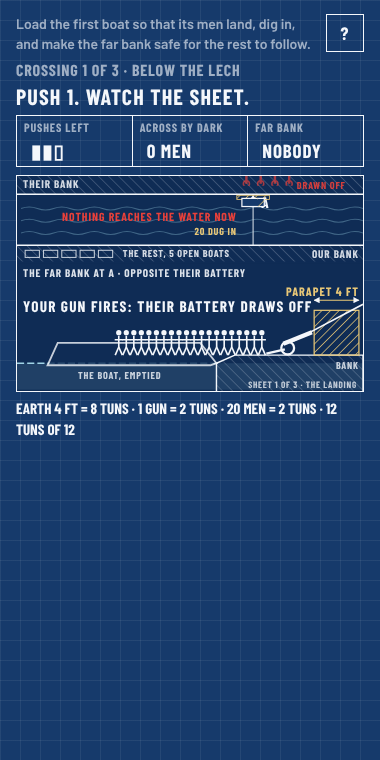 Load the first boat so that its men land, dig in,
and make the far bank safe for the rest to follow.
?
CROSSING 1 OF 3 · BELOW THE LECH
PUSH 1. WATCH THE SHEET.
PUSHES LEFT
ACROSS BY DARK
0 MEN
FAR BANK
NOBODY
THEIR BANK
DRAWN OFF
NOTHING REACHES THE WATER NOW
20 DUG IN
THE REST, 5 OPEN BOATS
OUR BANK
THE FAR BANK AT A · OPPOSITE THEIR BATTERY
PARAPET 4 FT
YOUR GUN FIRES: THEIR BATTERY DRAWS OFF
BANK
THE BOAT, EMPTIED
SHEET 1 OF 3 · THE LANDING
EARTH 4 FT = 8 TUNS · 1 GUN = 2 TUNS · 20 MEN = 2 TUNS · 12
TUNS OF 12